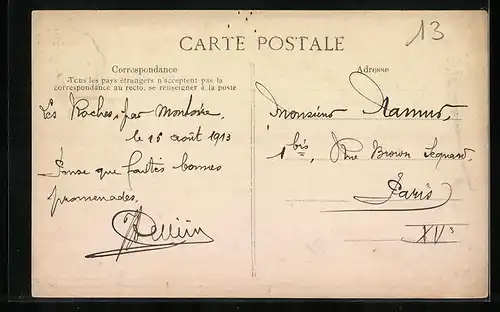 13
CARTE POSTALE
Correspondance
Tous les pays étrangers n'acceptent pas la
correspondance au recto, se renseigner à la poste
Les Roches, par Montoire,
le 15 août 1913
Pense que faites bonnes
promenades.
Adresse
Monsieur Ramus
1 bis, Rue Brown Sequard.
Paris
XVe